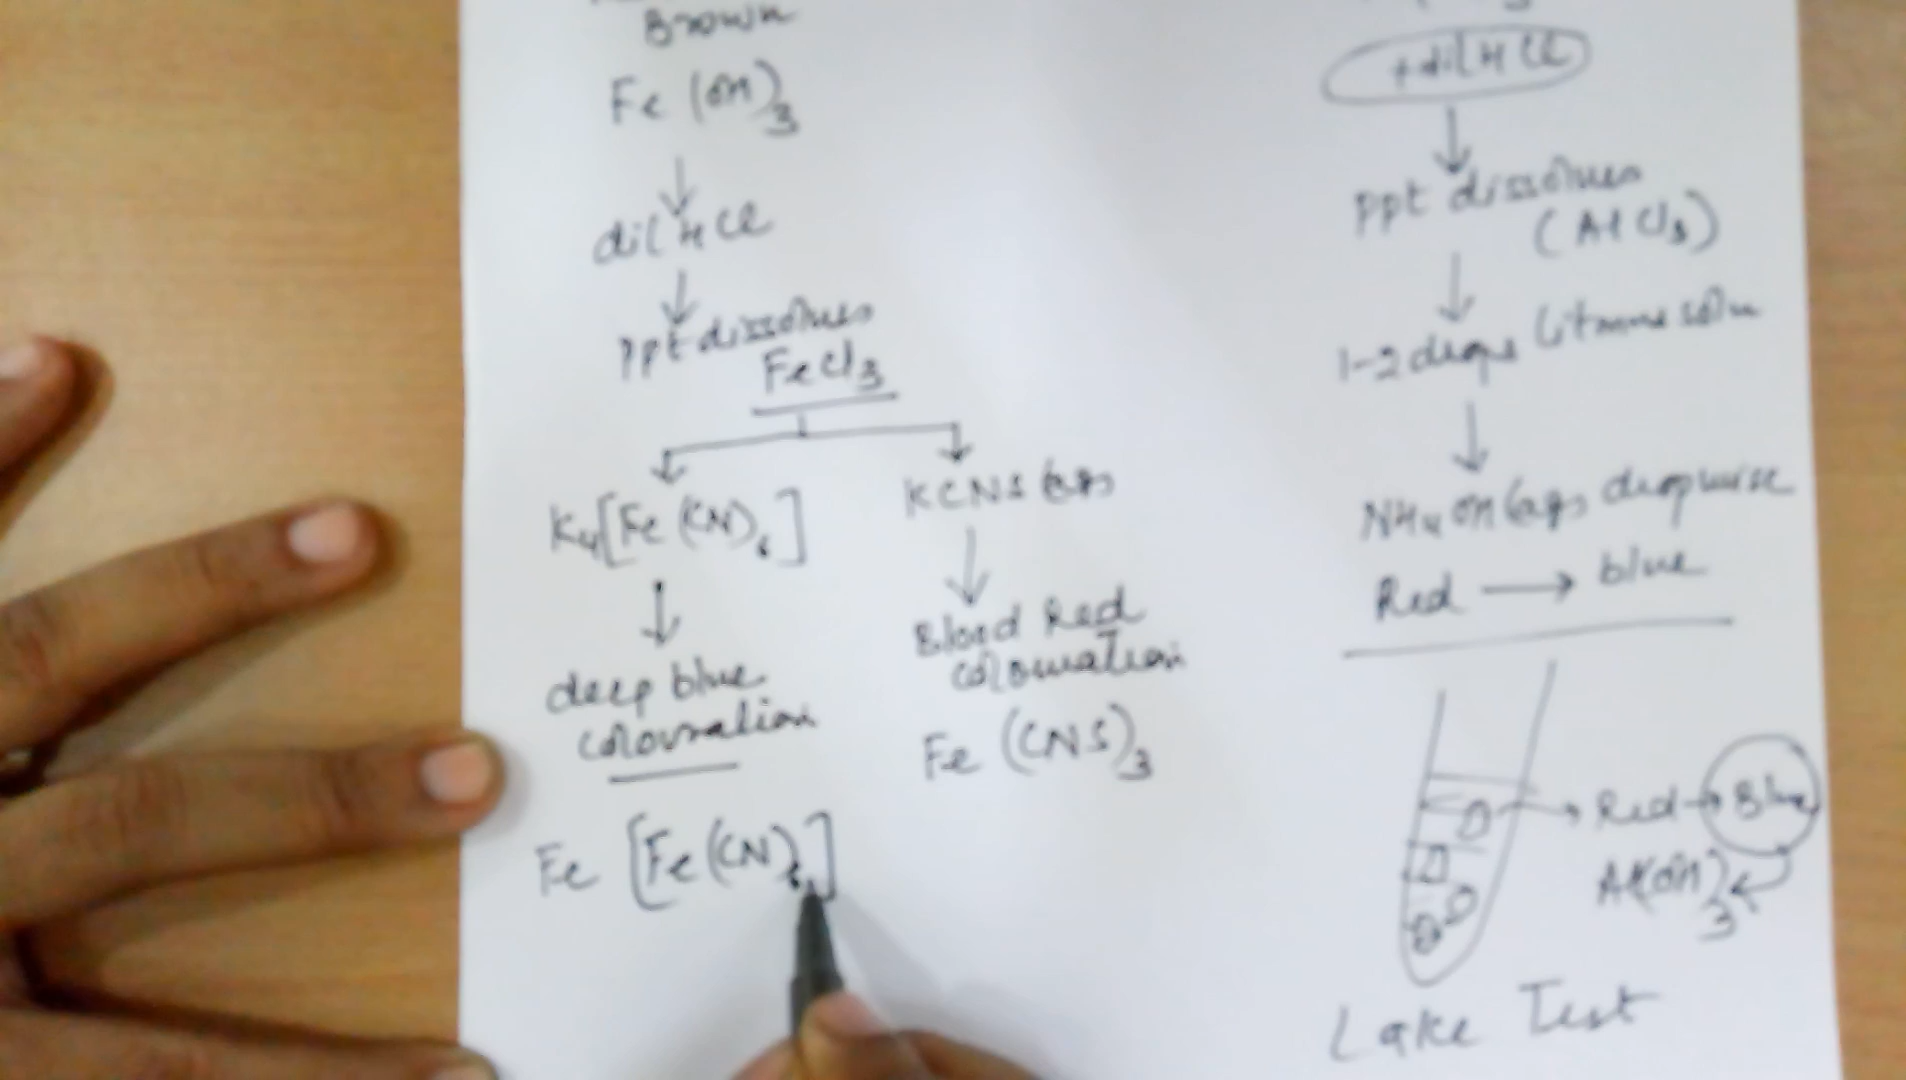 Brown
Fe (OH)3
dil HCl
ppt dissolves
FeCl3
K4[Fe(CN)6]
deep blue
colouration
Fe [Fe(CN)6]
KCNS (aq)
Blood Red
colouration
Fe (CNS)3
+dil HCl
ppt dissolves
(AlCl3)
1-2 drops litmus soln
NH4OH(aq) dropwise
Red → blue
Red → Blue
Al(OH)3
Lake Test